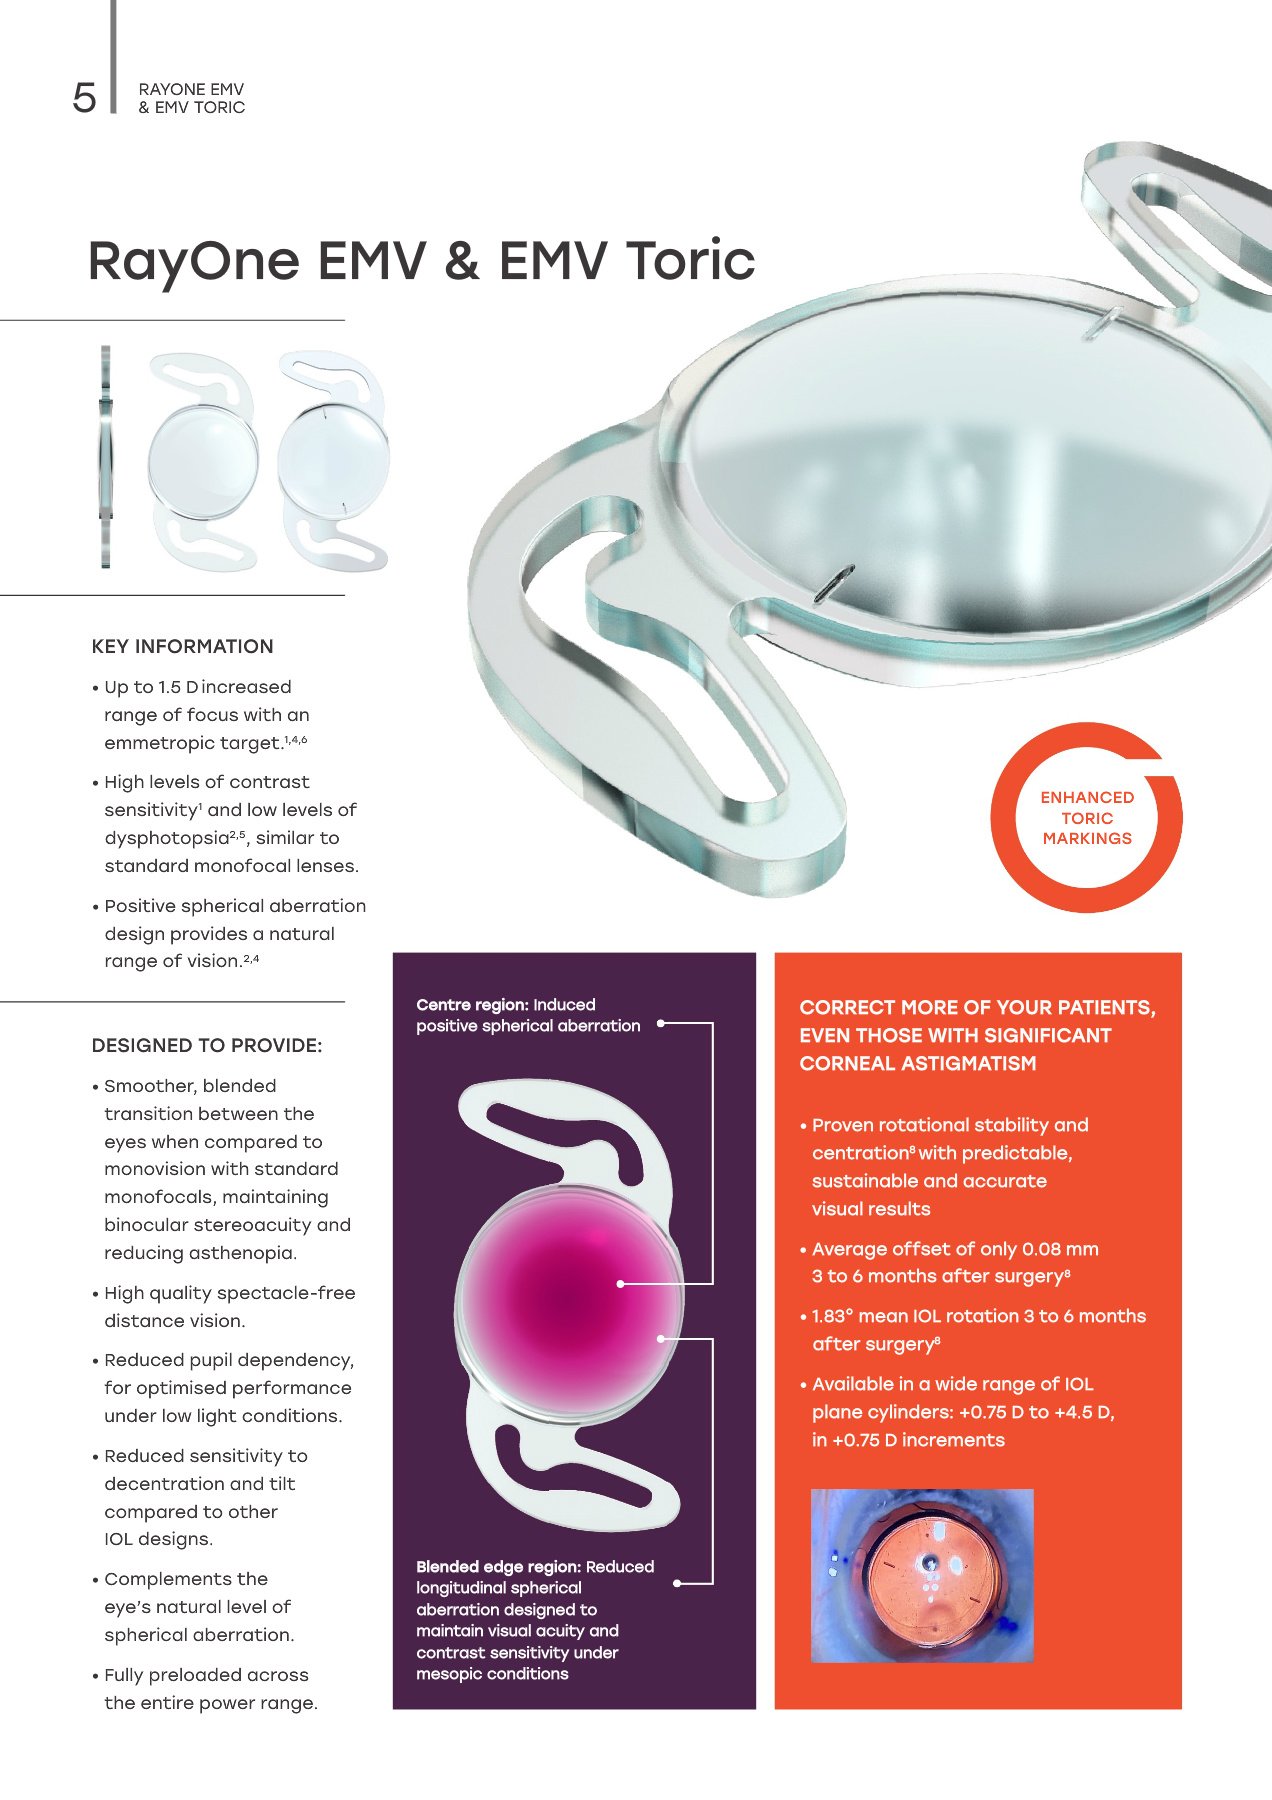 5
RAYONE EMV
& EMV TORIC
RayOne EMV & EMV Toric
KEY INFORMATION
• Up to 1.5 D increased
range of focus with an
emmetropic target.¹,⁴,⁶
• High levels of contrast
sensitivity¹ and low levels of
dysphotopsia²,⁵, similar to
standard monofocal lenses.
• Positive spherical aberration
design provides a natural
range of vision.²,⁴
DESIGNED TO PROVIDE:
• Smoother, blended
transition between the
eyes when compared to
monovision with standard
monofocals, maintaining
binocular stereoacuity and
reducing asthenopia.
• High quality spectacle-free
distance vision.
• Reduced pupil dependency,
for optimised performance
under low light conditions.
• Reduced sensitivity to
decentration and tilt
compared to other
IOL designs.
• Complements the
eye’s natural level of
spherical aberration.
• Fully preloaded across
the entire power range.
ENHANCED
TORIC
MARKINGS
Centre region: Induced
positive spherical aberration
Blended edge region: Reduced
longitudinal spherical
aberration designed to
maintain visual acuity and
contrast sensitivity under
mesopic conditions
CORRECT MORE OF YOUR PATIENTS,
EVEN THOSE WITH SIGNIFICANT
CORNEAL ASTIGMATISM
• Proven rotational stability and
centration⁸ with predictable,
sustainable and accurate
visual results
• Average offset of only 0.08 mm
3 to 6 months after surgery⁸
• 1.83° mean IOL rotation 3 to 6 months
after surgery⁸
• Available in a wide range of IOL
plane cylinders: +0.75 D to +4.5 D,
in +0.75 D increments